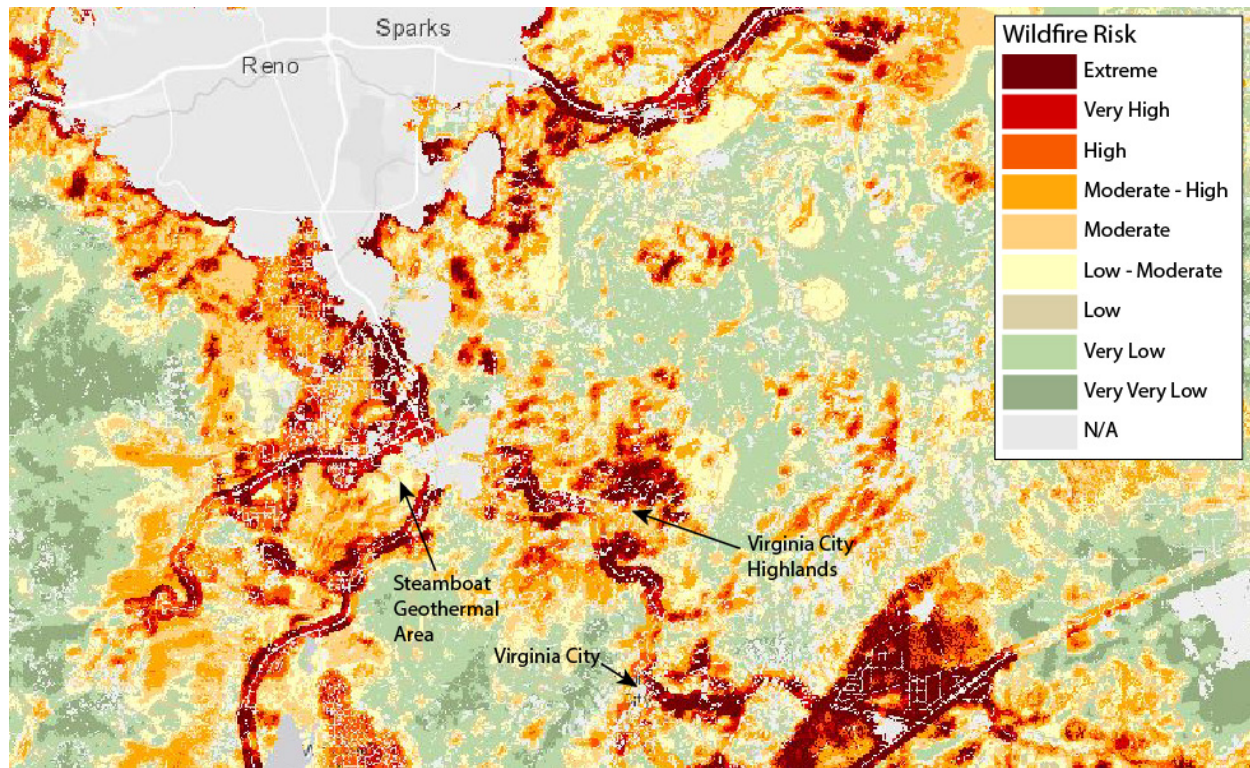 Sparks
Reno
Wildfire Risk
Extreme
Very High
High
Moderate - High
Moderate
Low - Moderate
Low
Very Low
Very Very Low
N/A
Virginia City
Highlands
Steamboat
Geothermal
Area
Virginia City